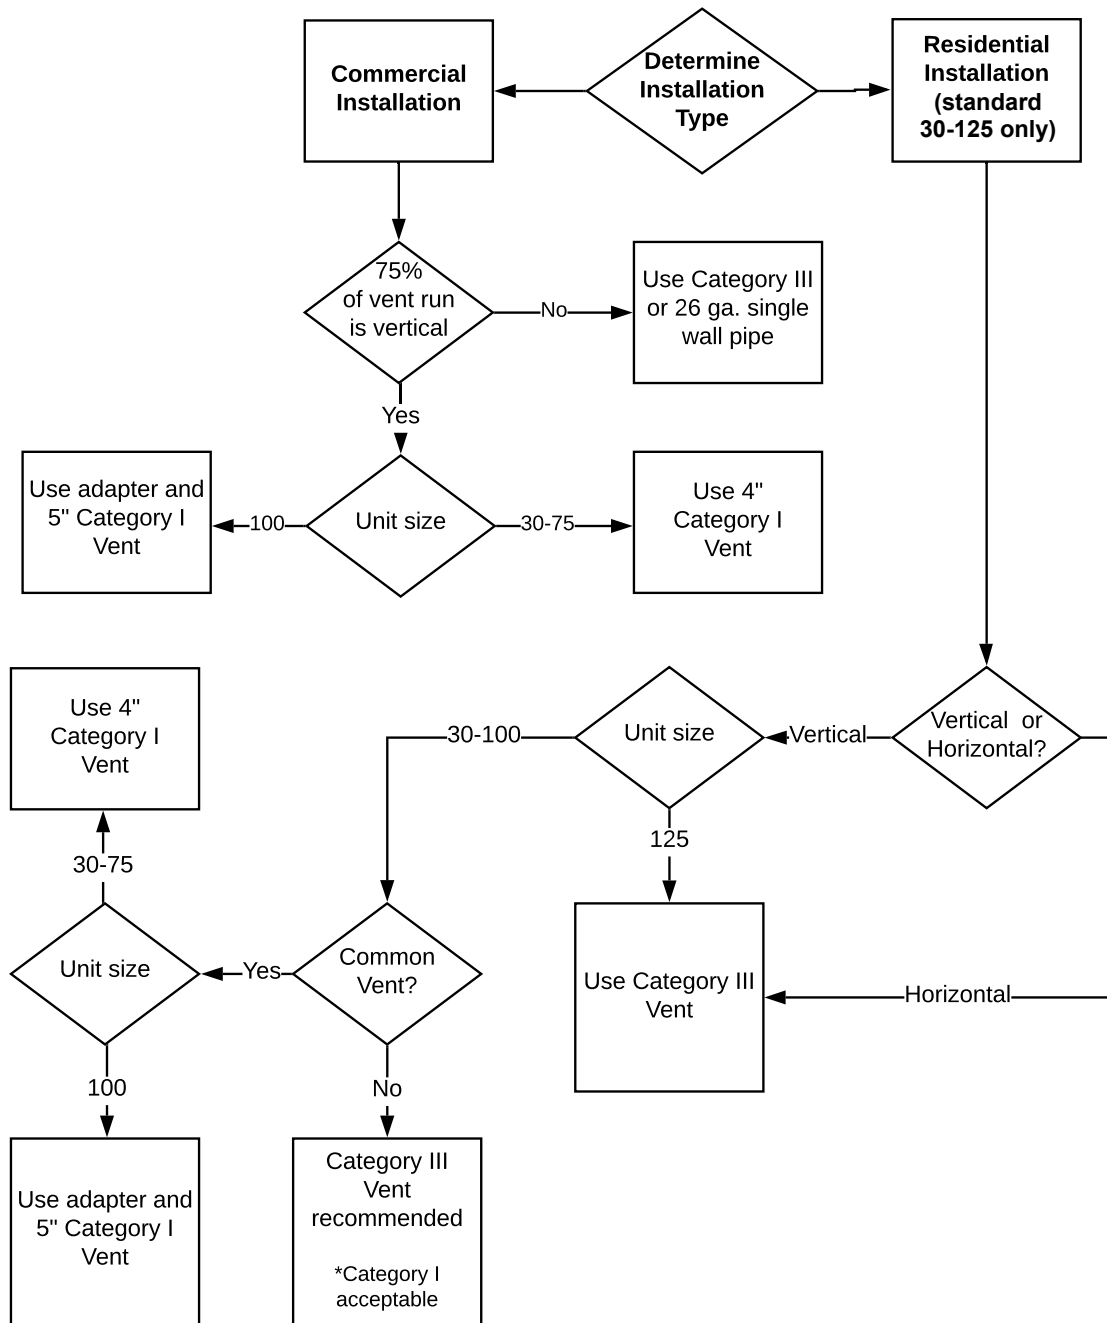 Commercial
Installation
Determine
Installation
Type
Residential
Installation
(standard
30-125 only)
75%
of vent run
is vertical
No
Use Category III
or 26 ga. single
wall pipe
Yes
Use adapter and
5" Category I
Vent
100
Unit size
30-75
Use 4"
Category I
Vent
Use 4"
Category I
Vent
30-100
Unit size
Vertical
Vertical or
Horizontal?
125
30-75
Unit size
Yes
Common
Vent?
Use Category III
Vent
Horizontal
100
No
Use adapter and
5" Category I
Vent
Category III
Vent
recommended
*Category I
acceptable